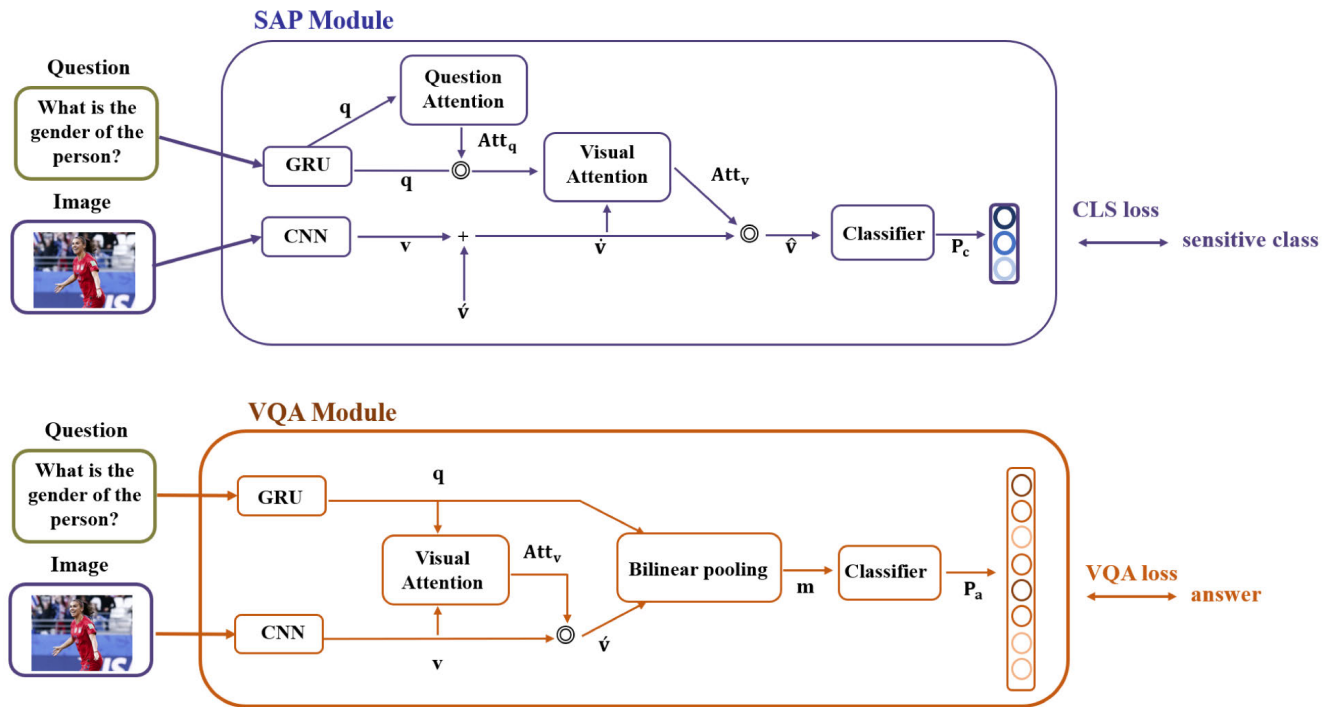 SAP Module
Question
What is the
gender of the
person?
Image
GRU
q
Question
Attention
Att_q
q
Visual
Attention
Att_v
CNN
v
+
v́
v̇
v̂
Classifier
P_c
CLS loss
sensitive class
VQA Module
Question
What is the
gender of the
person?
Image
GRU
q
Visual
Attention
Att_v
CNN
v
v́
Bilinear pooling
m
Classifier
P_a
VQA loss
answer